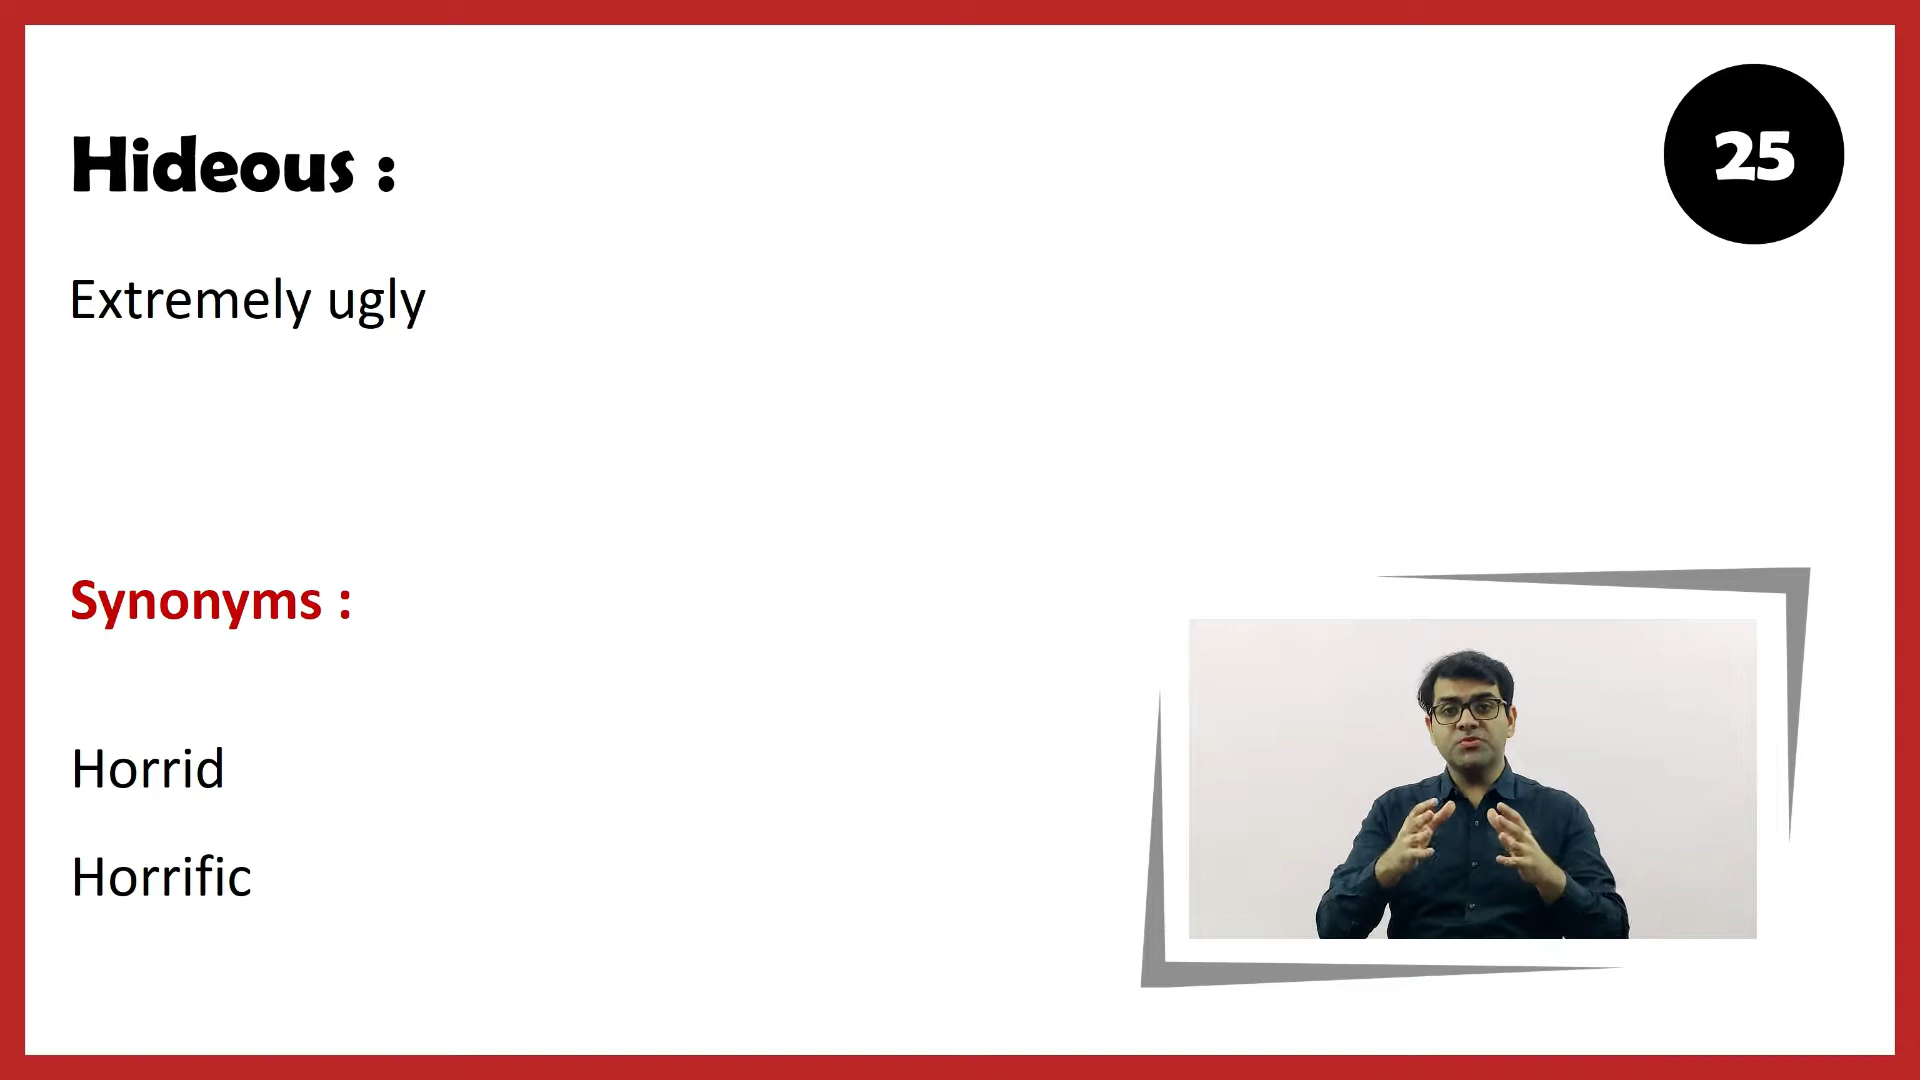 Hideous :
25
Extremely ugly
Synonyms :
Horrid
Horrific